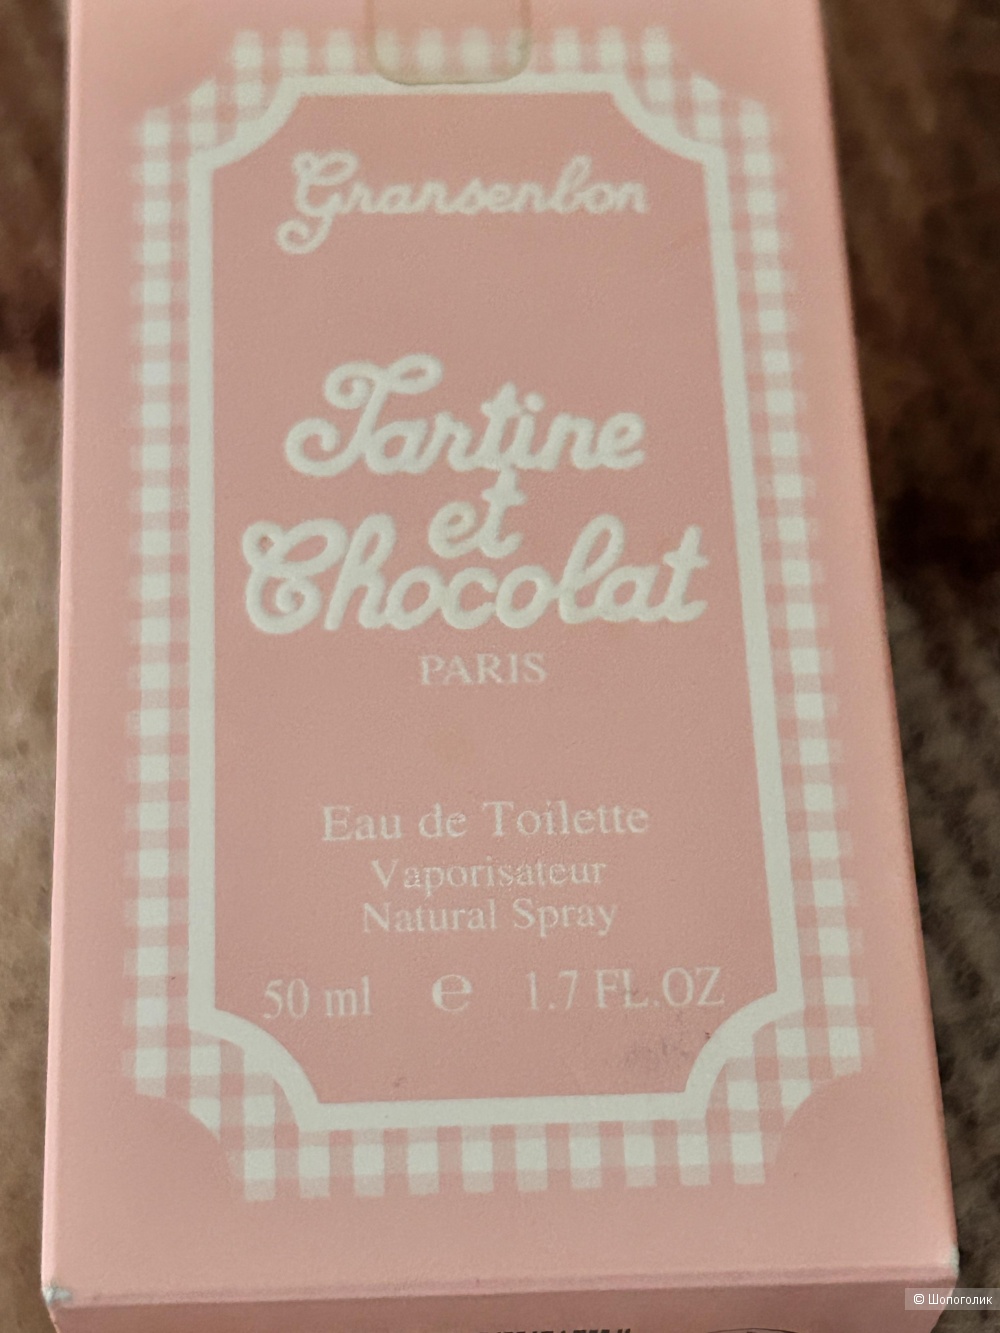 Gransenbon
Tartine
et
Chocolat
PARIS
Eau de Toilette
Vaporisateur
Natural Spray
50 ml e 1.7 FL.OZ
© Шопоголик